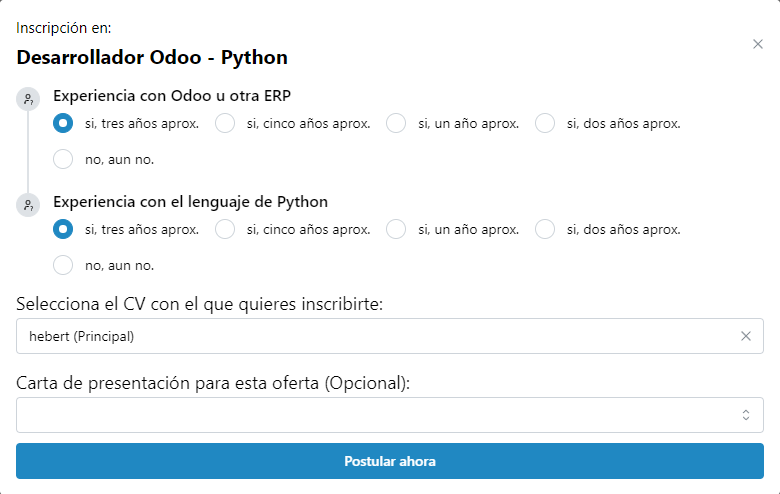 Inscripción en:
Desarrollador Odoo - Python
Experiencia con Odoo u otra ERP
si, tres años aprox. si, cinco años aprox. si, un año aprox. si, dos años aprox.
no, aun no.
Experiencia con el lenguaje de Python
si, tres años aprox. si, cinco años aprox. si, un año aprox. si, dos años aprox.
no, aun no.
Selecciona el CV con el que quieres inscribirte:
hebert (Principal)
Carta de presentación para esta oferta (Opcional):
Postular ahora